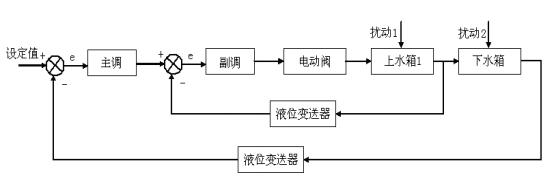 扰动1 扰动2
设定值 + e 主调 + e 副调 电动阀 上水箱1 下水箱
- -
液位变送器
液位变送器